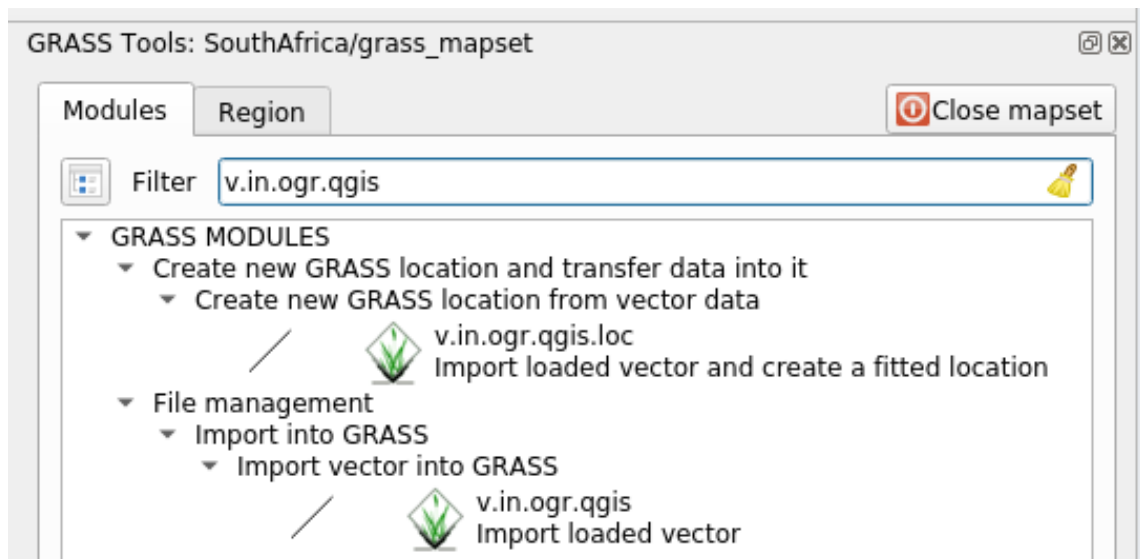 GRASS Tools: SouthAfrica/grass_mapset
Modules Region Close mapset
Filter v.in.ogr.qgis
GRASS MODULES
Create new GRASS location and transfer data into it
Create new GRASS location from vector data
v.in.ogr.qgis.loc
Import loaded vector and create a fitted location
File management
Import into GRASS
Import vector into GRASS
v.in.ogr.qgis
Import loaded vector